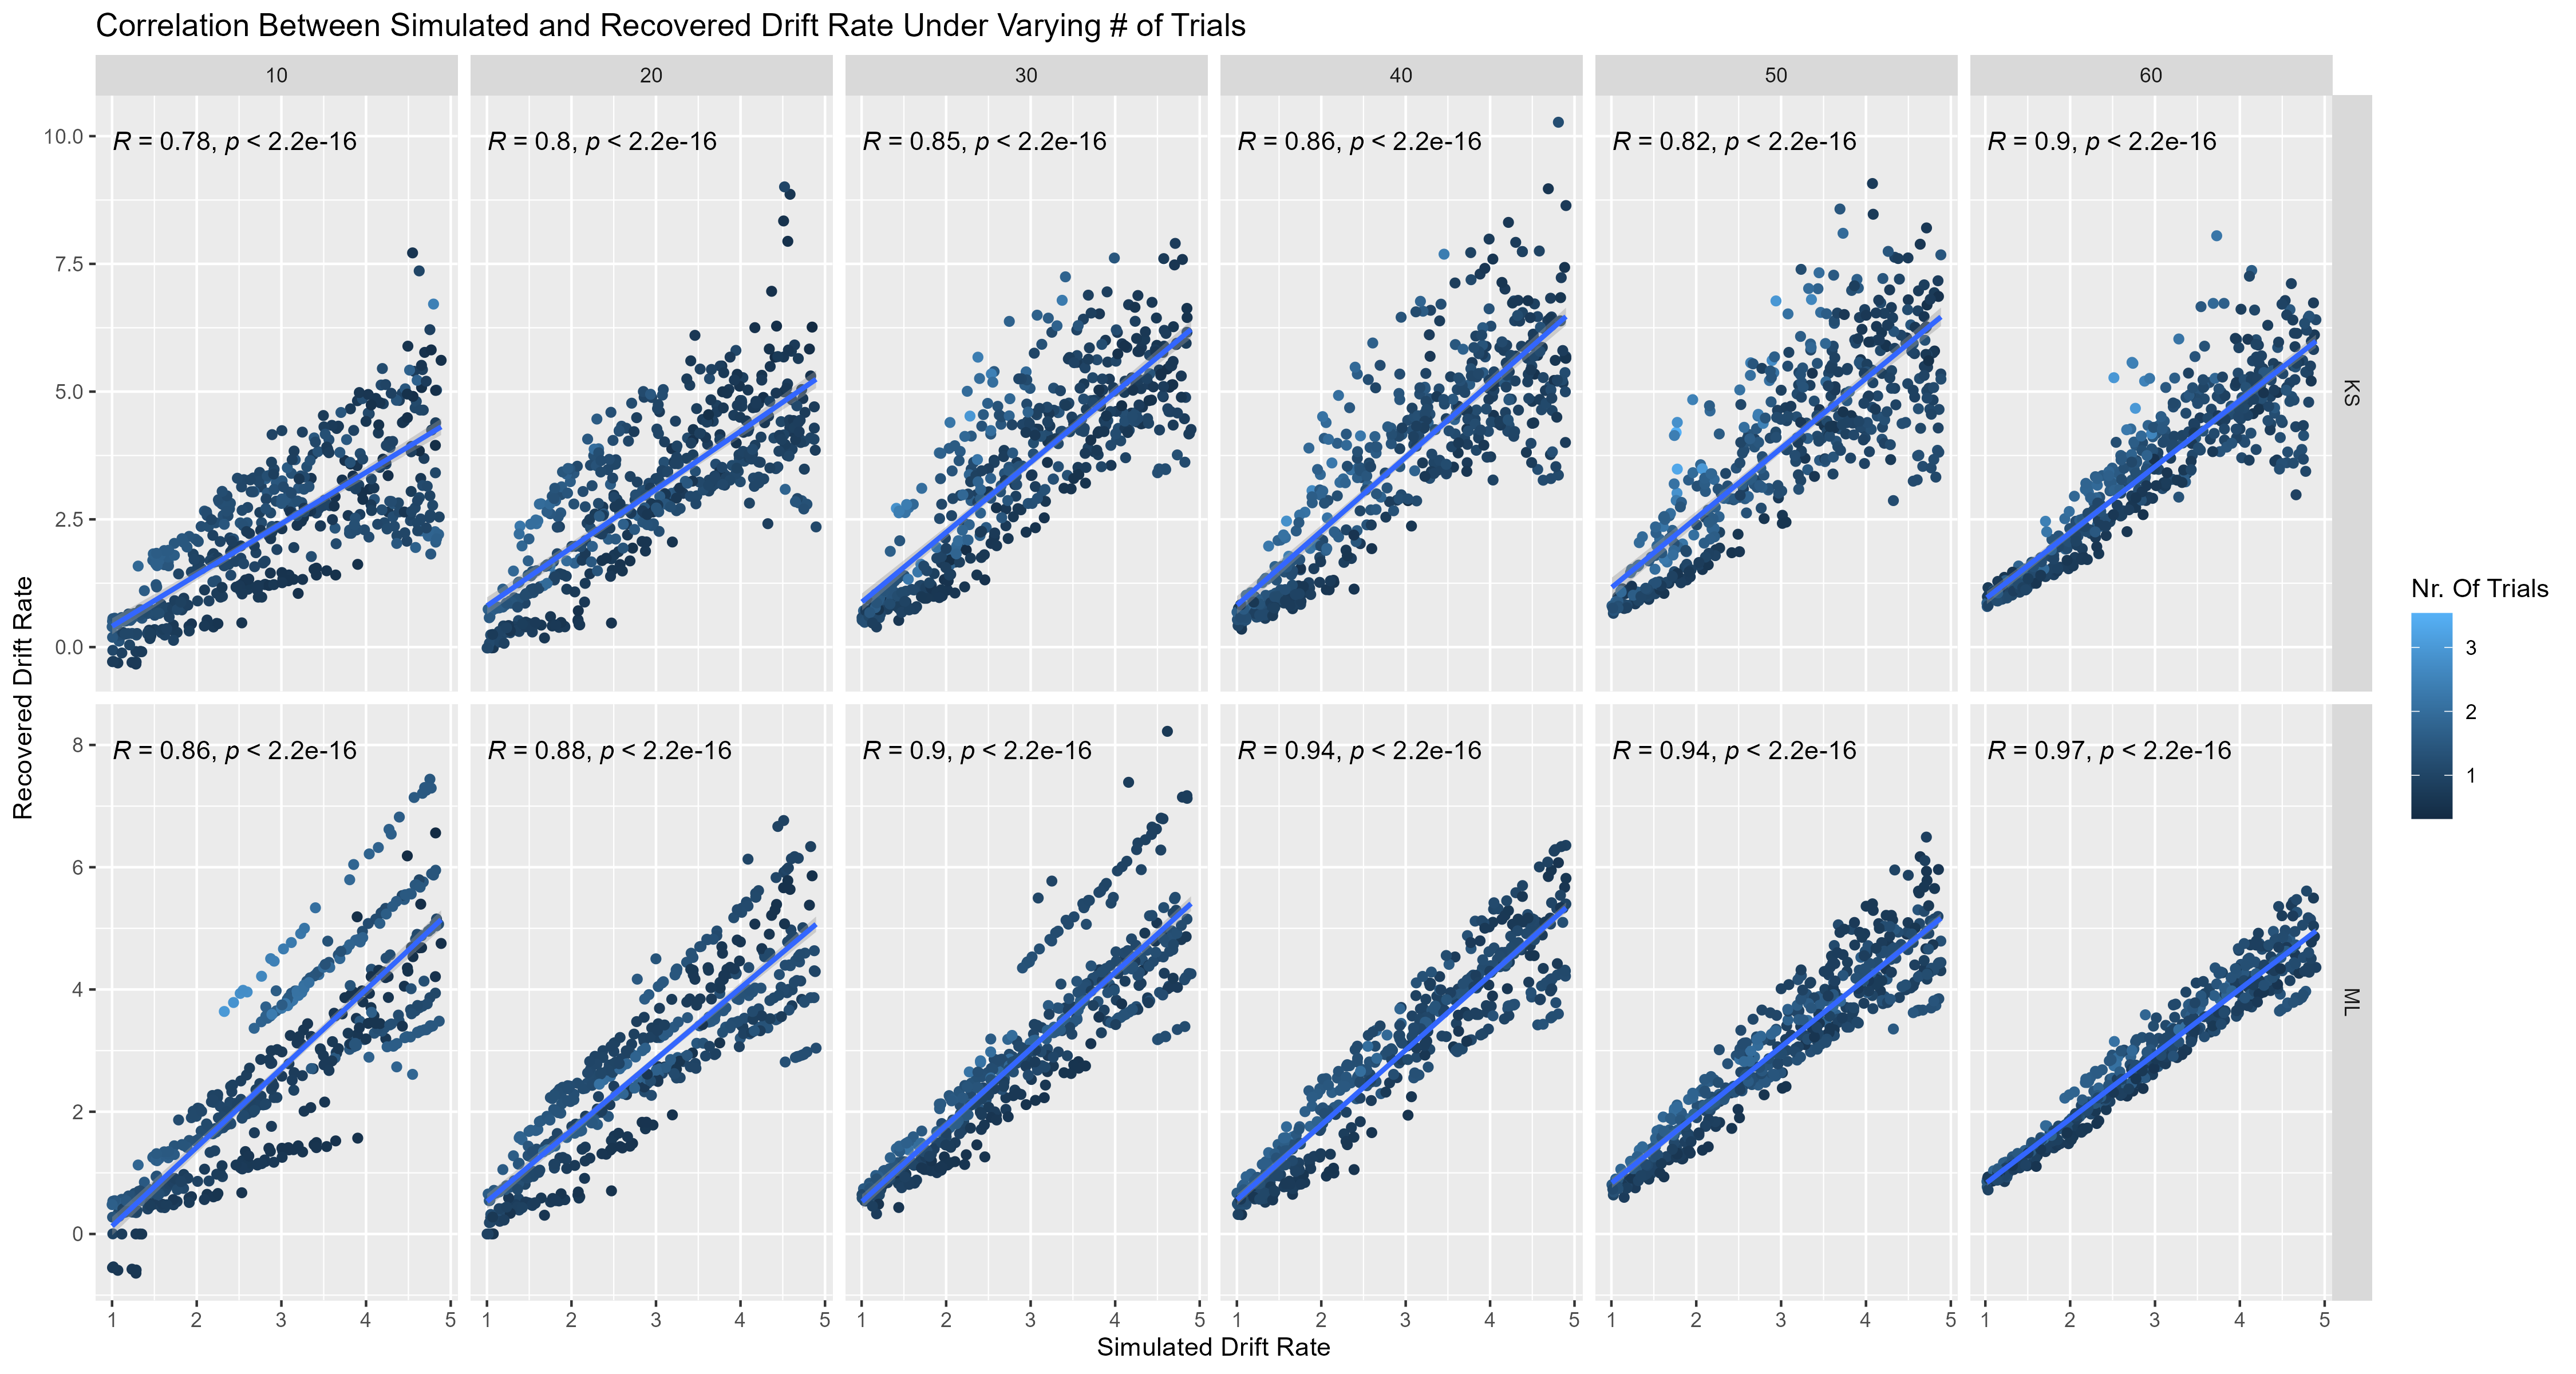 Correlation Between Simulated and Recovered Drift Rate Under Varying # of Trials
10 20 30 40 50 60
R = 0.78, p < 2.2e-16 R = 0.8, p < 2.2e-16 R = 0.85, p < 2.2e-16 R = 0.86, p < 2.2e-16 R = 0.82, p < 2.2e-16 R = 0.9, p < 2.2e-16
10.0
7.5
5.0
2.5
0.0
KS
R = 0.86, p < 2.2e-16 R = 0.88, p < 2.2e-16 R = 0.9, p < 2.2e-16 R = 0.94, p < 2.2e-16 R = 0.94, p < 2.2e-16 R = 0.97, p < 2.2e-16
8
6
4
2
0
ML
Recovered Drift Rate
1 2 3 4 5 1 2 3 4 5 1 2 3 4 5 1 2 3 4 5 1 2 3 4 5 1 2 3 4 5
Simulated Drift Rate
Nr. Of Trials
3
2
1